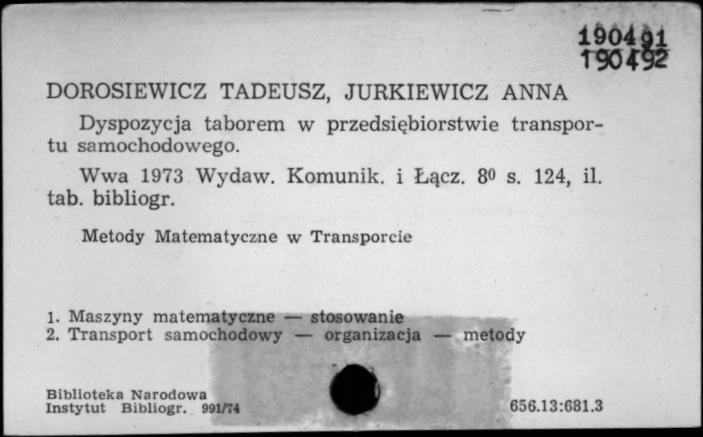 190491
190492
DOROSIEWICZ TADEUSZ, JURKIEWICZ ANNA
Dyspozycja taborem w przedsiębiorstwie transpor-
tu samochodowego.
Wwa 1973 Wydaw. Komunik. i Łącz. 8⁰ s. 124, il.
tab. bibliogr.
Metody Matematyczne w Transporcie
1. Maszyny matematyczne — stosowanie
2. Transport samochodowy — organizacja — metody
Biblioteka Narodowa
Instytut Bibliogr. 991/74
656.13:681.3